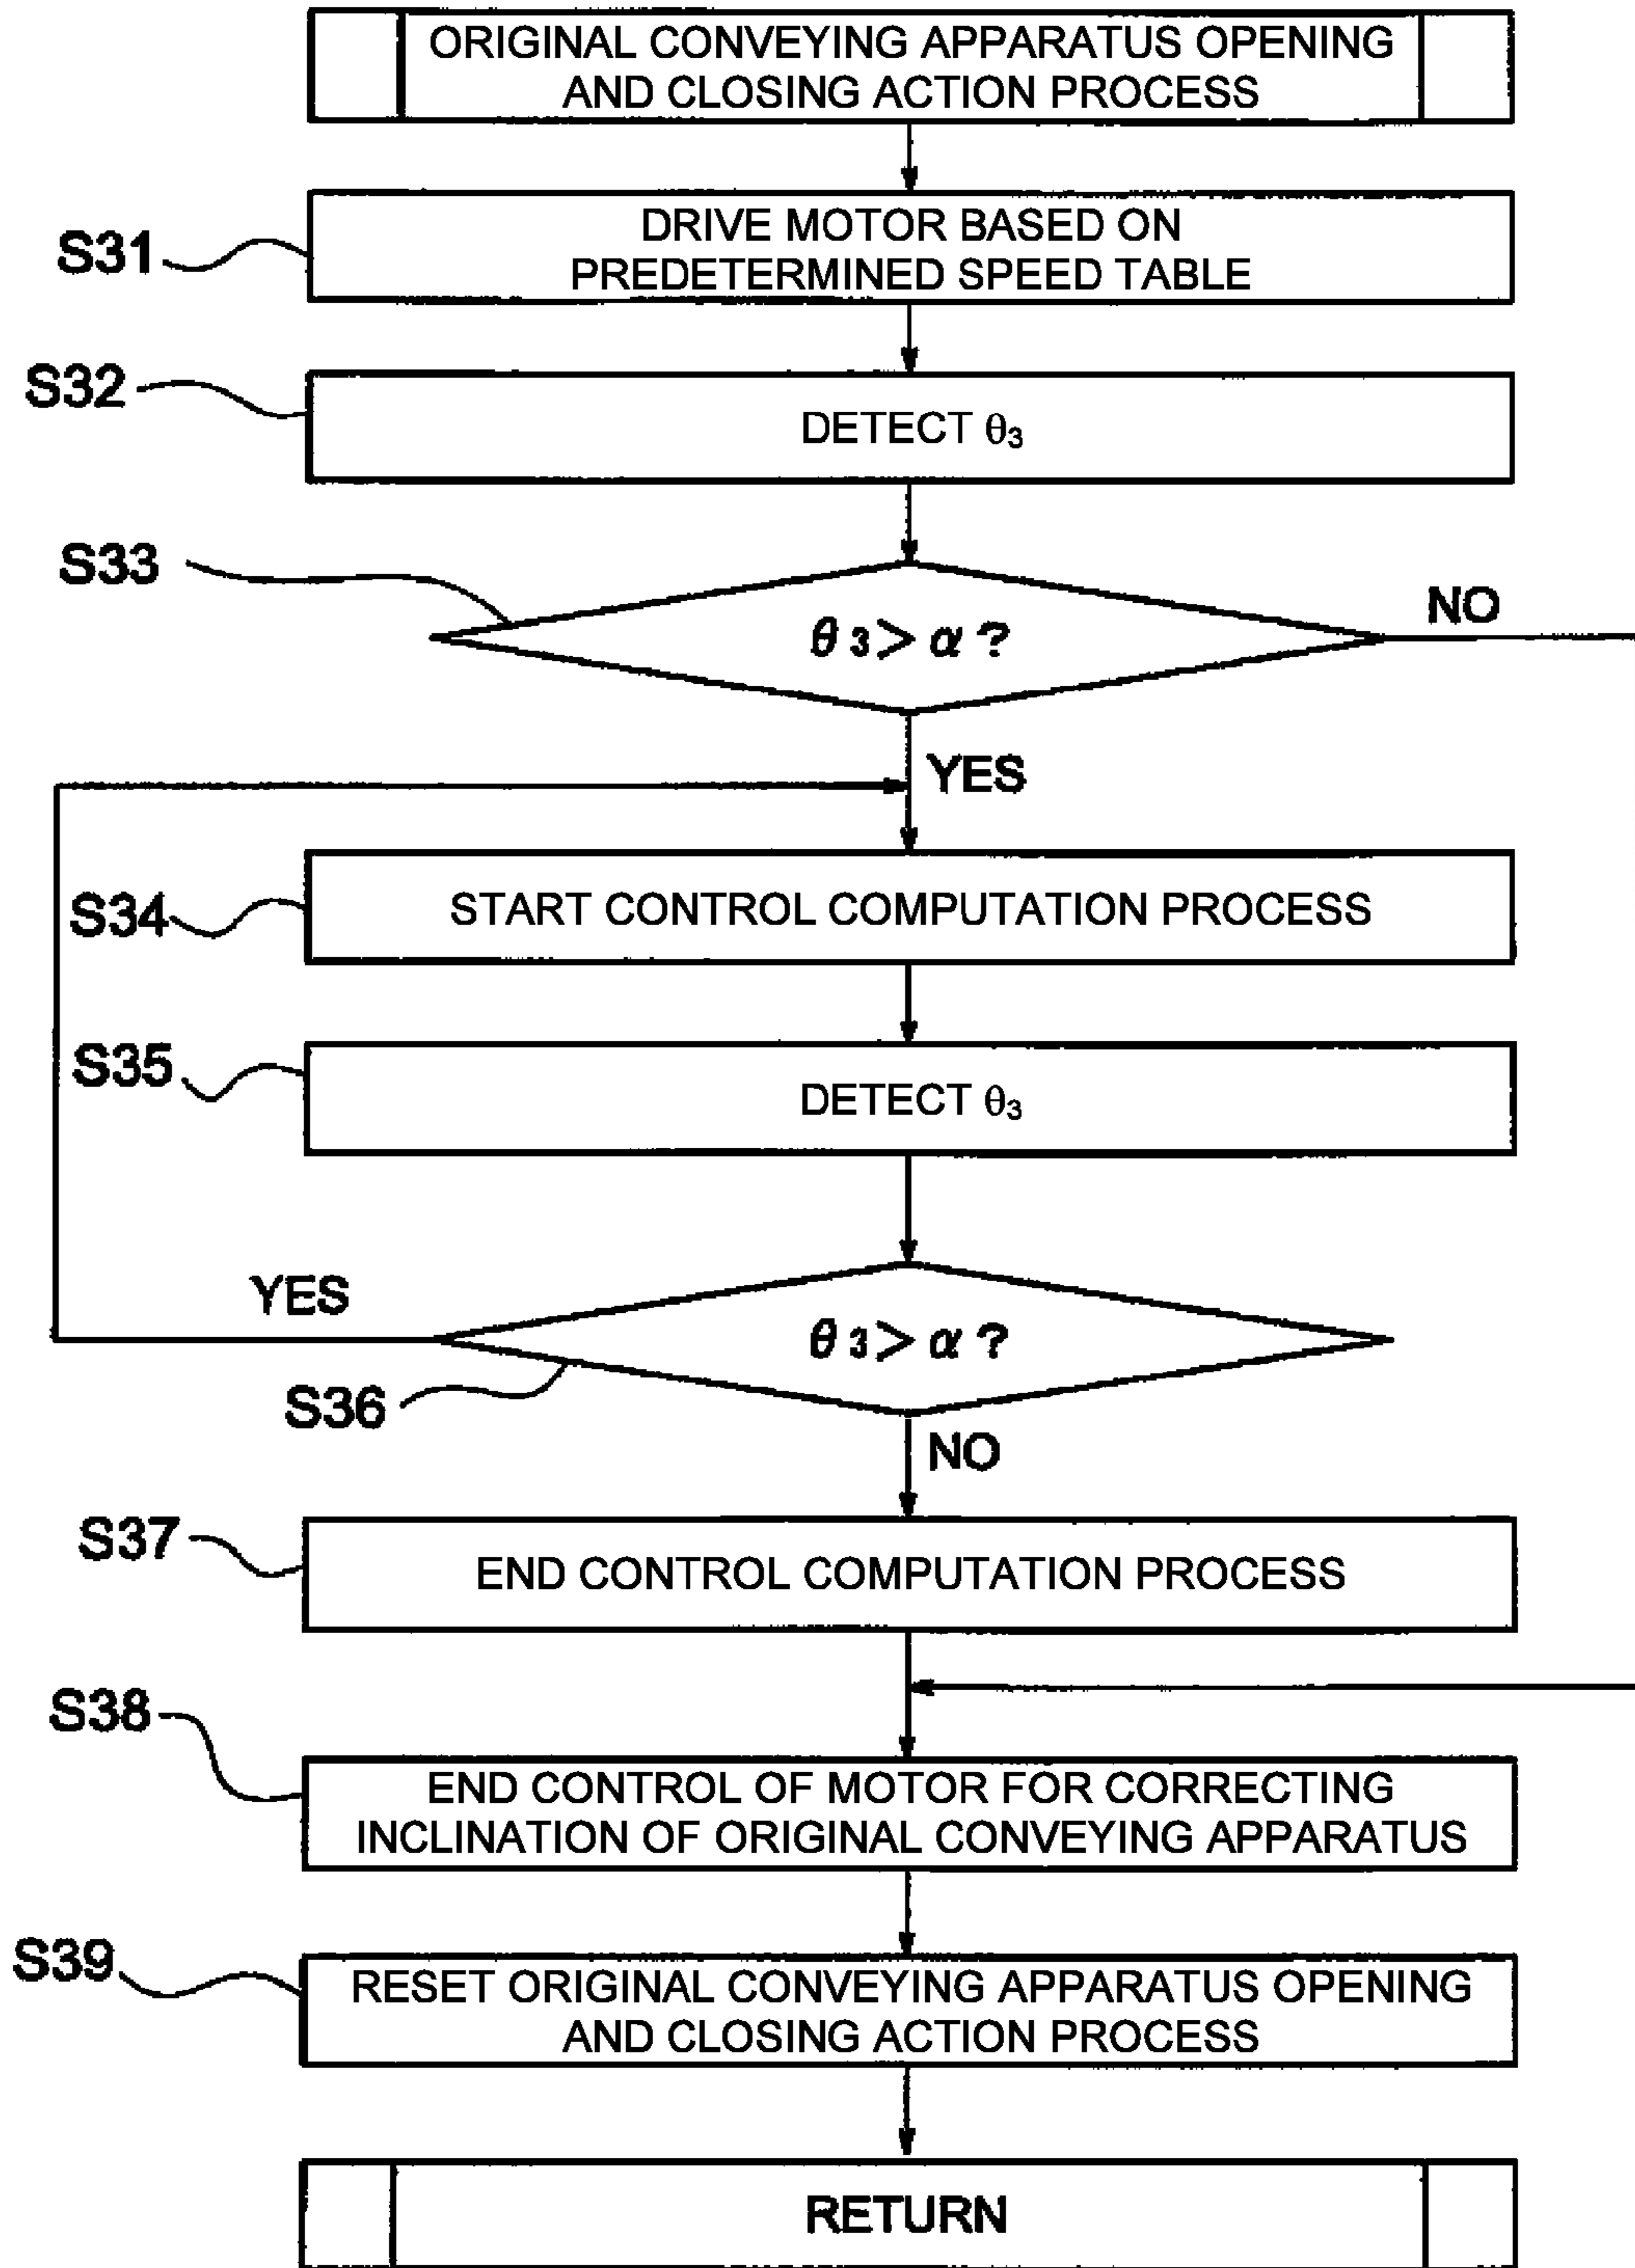 ORIGINAL CONVEYING APPARATUS OPENING
AND CLOSING ACTION PROCESS
S31
DRIVE MOTOR BASED ON
PREDETERMINED SPEED TABLE
S32
DETECT θ₃
S33
θ 3 > α ?
NO
YES
S34
START CONTROL COMPUTATION PROCESS
S35
DETECT θ₃
YES
θ 3 > α ?
S36
NO
S37
END CONTROL COMPUTATION PROCESS
S38
END CONTROL OF MOTOR FOR CORRECTING
INCLINATION OF ORIGINAL CONVEYING APPARATUS
S39
RESET ORIGINAL CONVEYING APPARATUS OPENING
AND CLOSING ACTION PROCESS
RETURN